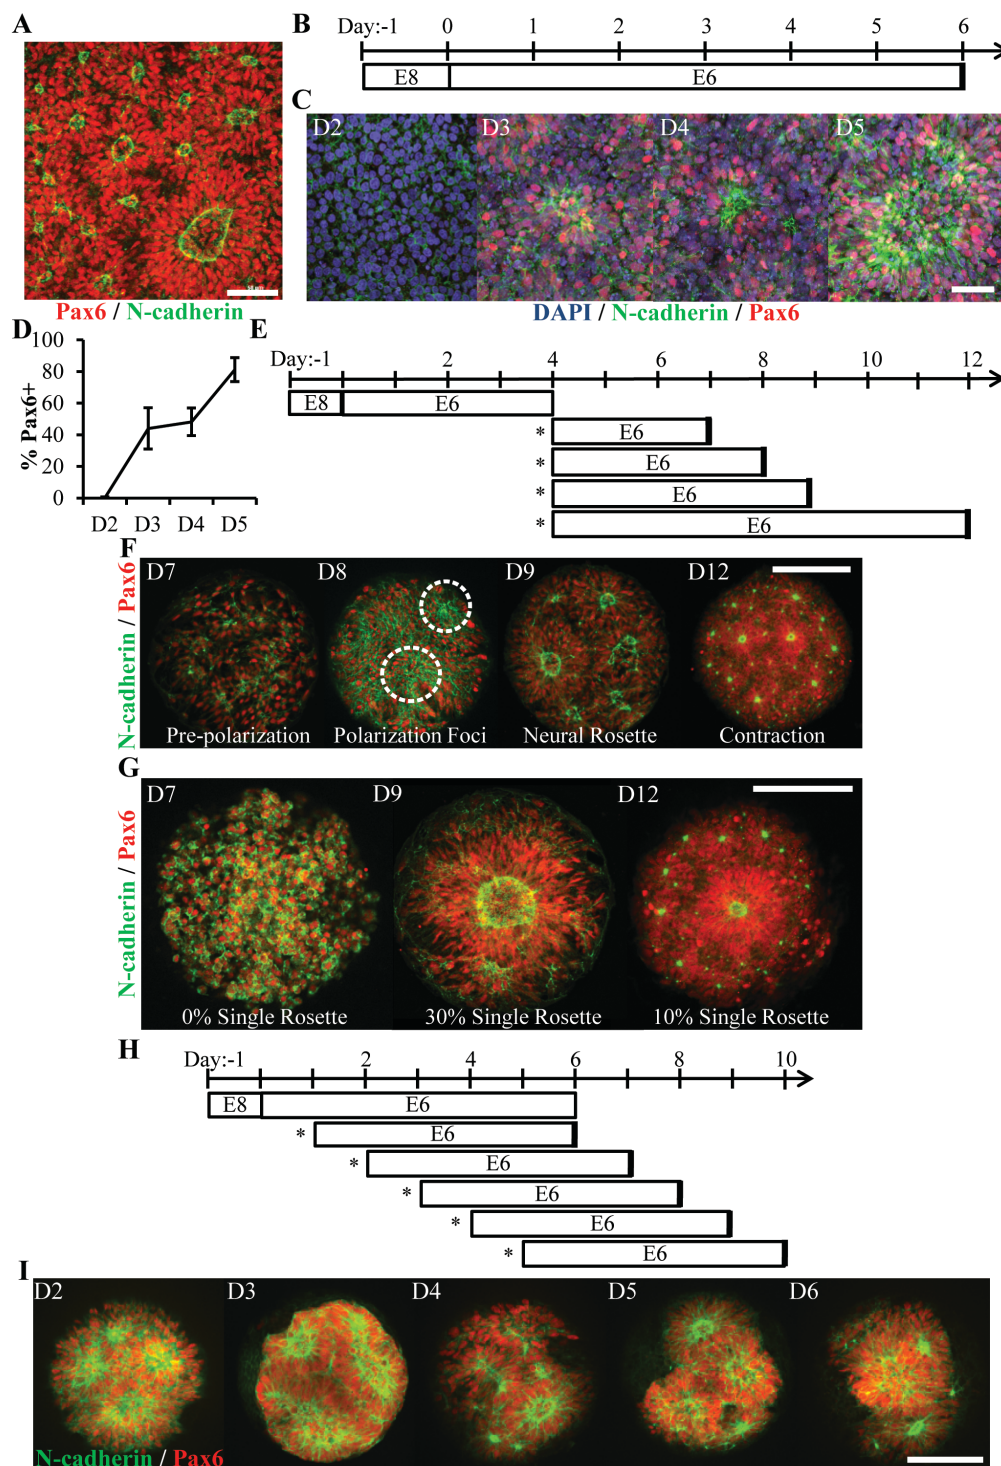 A
Pax6 / N-cadherin
B
Day:-1 0 1 2 3 4 5 6
E8 E6
C
D2 D3 D4 D5
DAPI / N-cadherin / Pax6
D
% Pax6+
100
80
60
40
20
0
D2 D3 D4 D5
E
Day:-1 2 4 6 8 10 12
E8 E6
* E6
* E6
* E6
* E6
F
N-cadherin / Pax6
D7 D8 D9 D12
Pre-polarization Polarization Foci Neural Rosette Contraction
G
N-cadherin / Pax6
D7 D9 D12
0% Single Rosette 30% Single Rosette 10% Single Rosette
H
Day:-1 2 4 6 8 10
E8 E6
* E6
* E6
* E6
* E6
* E6
I
D2 D3 D4 D5 D6
N-cadherin / Pax6